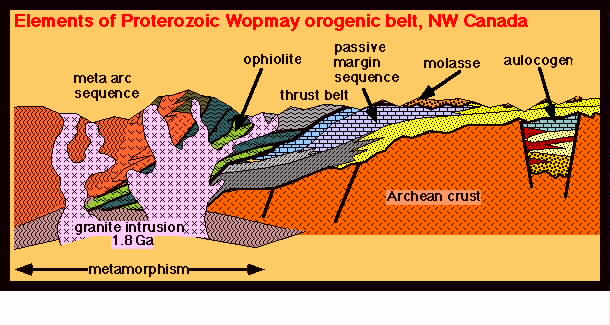 Elements of Proterozoic Wopmay orogenic belt, NW Canada
meta arc
sequence
ophiolite
thrust belt
passive
margin
sequence
molasse
aulocogen
Archean crust
granite intrusion
1.8 Ga
metamorphism